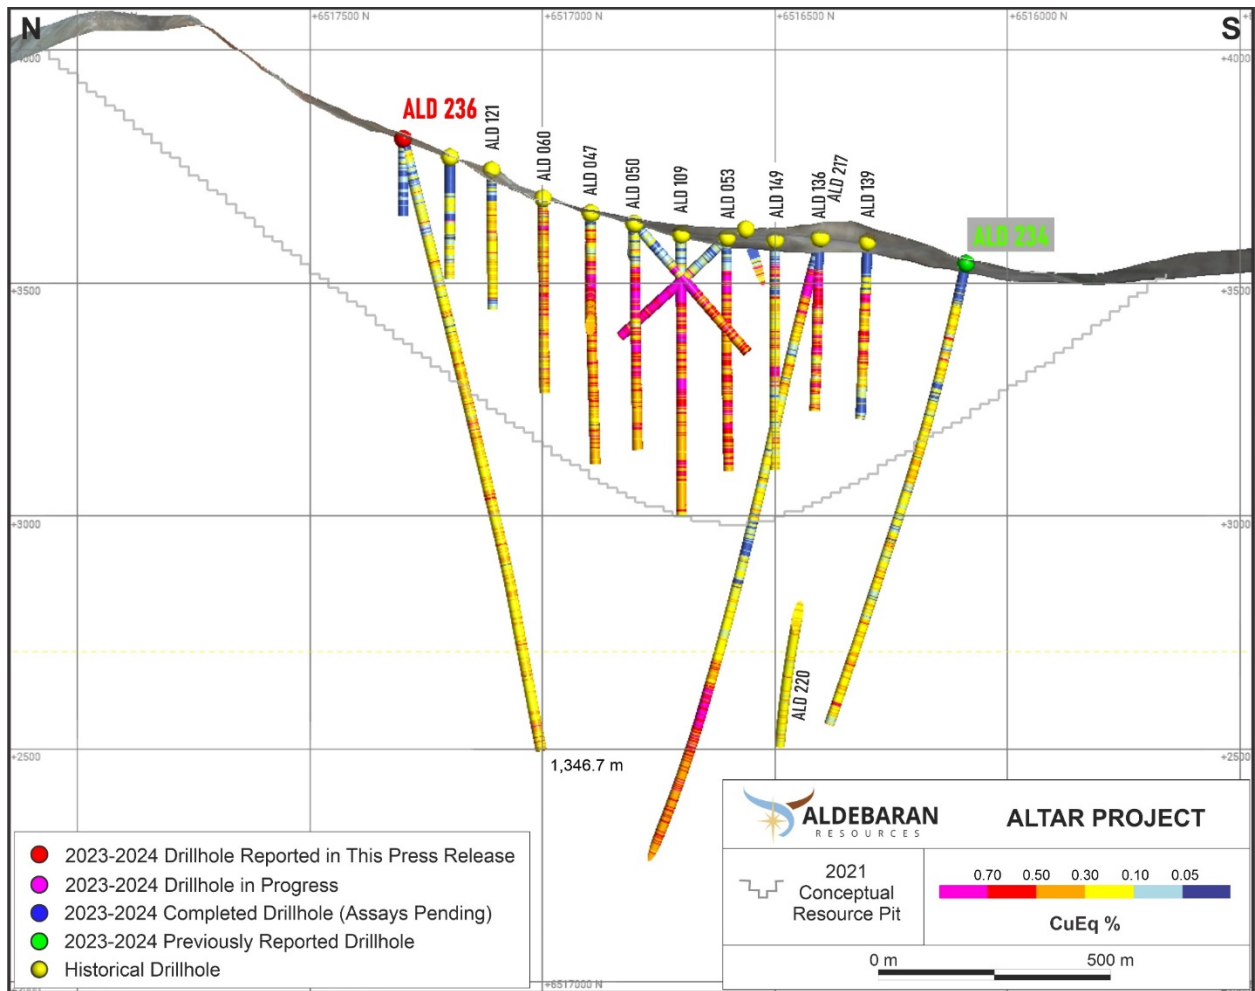 +6517500 N
+6517000 N
+6516500 N
+6516000 N
N
S
+4000
+4000
ALD 236
ALD 121
ALD 060
ALD 047
ALD 050
ALD 109
ALD 053
ALD 149
ALD 136
ALD 217
ALD 139
ALD 234
+3500
+3500
+3000
+3000
ALD 220
+2500
+2500
1,346.7 m
2023-2024 Drillhole Reported in This Press Release
2023-2024 Drillhole in Progress
2023-2024 Completed Drillhole (Assays Pending)
2023-2024 Previously Reported Drillhole
Historical Drillhole
ALDEBARAN
RESOURCES
ALTAR PROJECT
2021
Conceptual
Resource Pit
0.70 0.50 0.30 0.10 0.05
CuEq %
0 m 500 m
+6517000 N